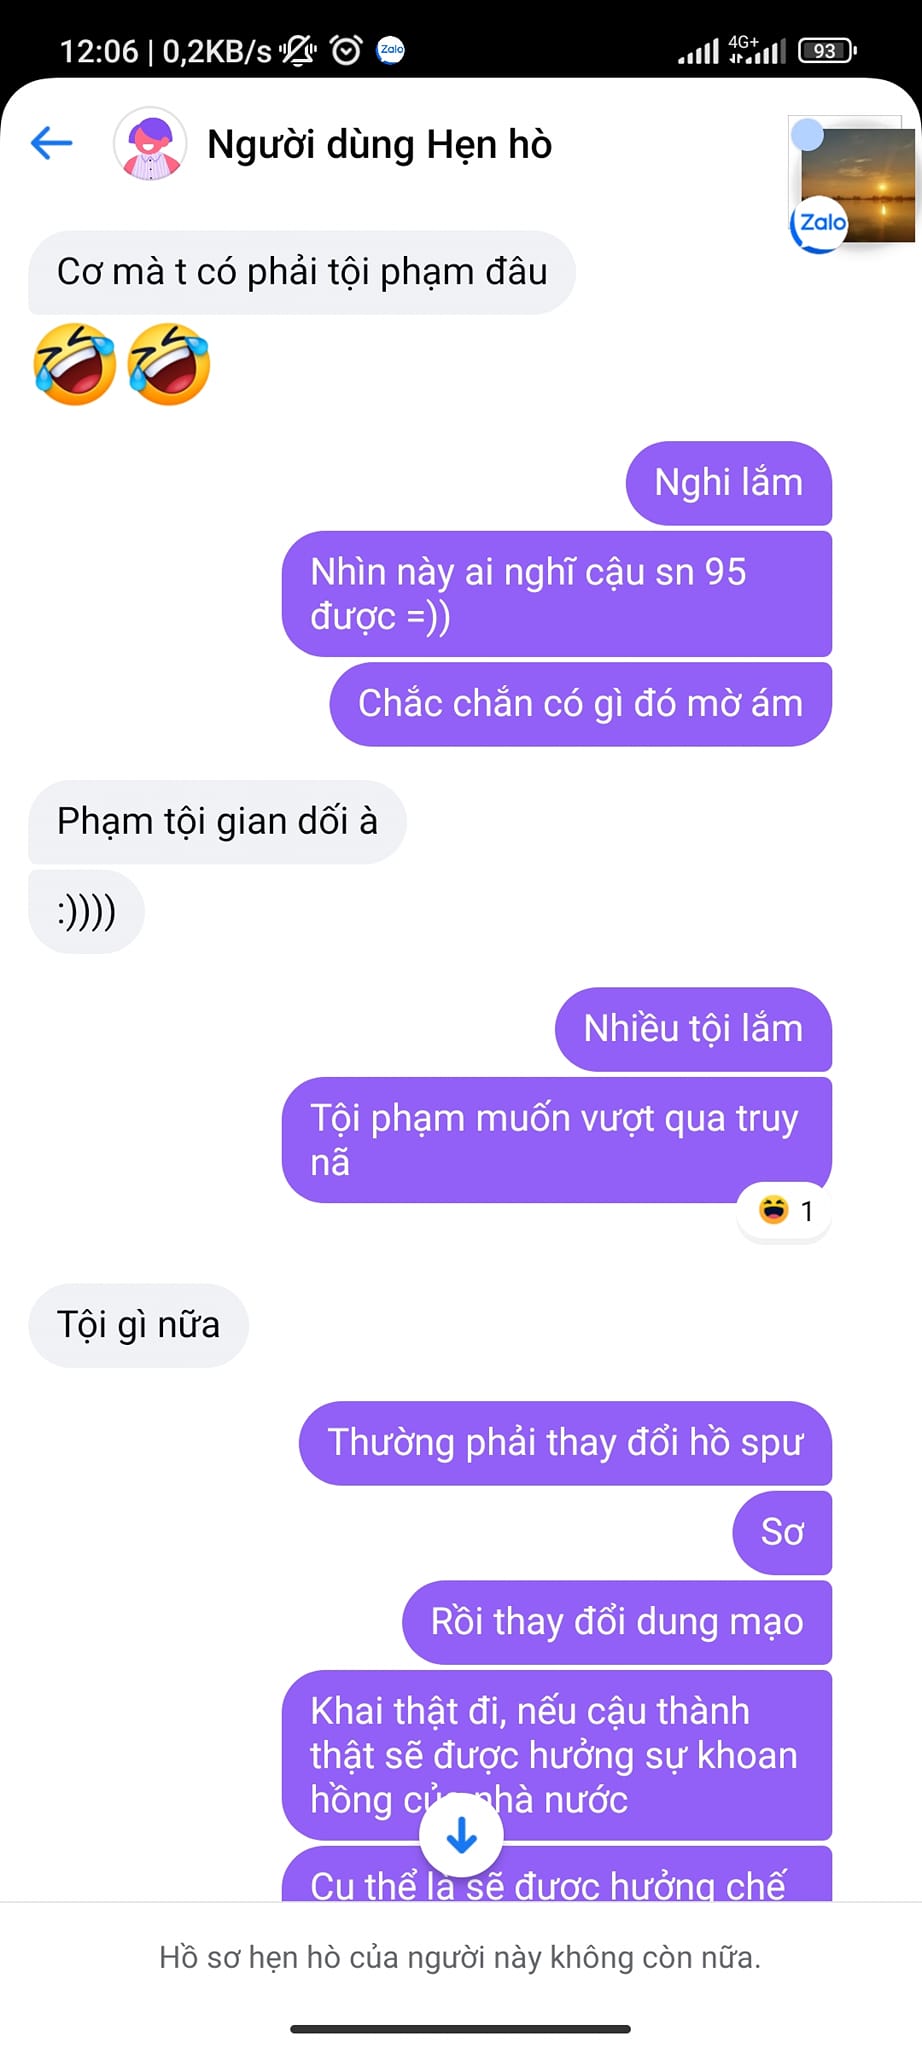 12:06 | 0,2KB/s
Zalo
4G+
93
Người dùng Hẹn hò
Zalo
Cơ mà t có phải tội phạm đâu
🤣🤣
Nghi lắm
Nhìn này ai nghĩ cậu sn 95
được =))
Chắc chắn có gì đó mờ ám
Phạm tội gian dối à
:))))
Nhiều tội lắm
Tội phạm muốn vượt qua truy
nã
😆 1
Tội gì nữa
Thường phải thay đổi hồ spư
Sơ
Rồi thay đổi dung mạo
Khai thật đi, nếu cậu thành
thật sẽ được hưởng sự khoan
hồng của nhà nước
Cụ thể là sẽ được hưởng chế
Hồ sơ hẹn hò của người này không còn nữa.